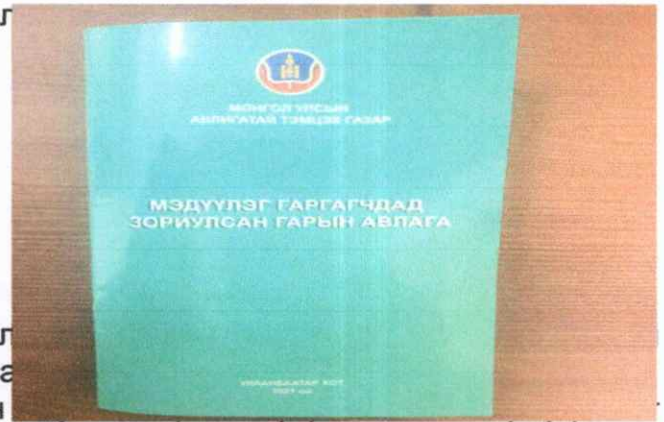 МОНГОЛ УЛСЫН
АВЛИГАТАЙ ТЭМЦЭХ ГАЗАР
МЭДҮҮЛЭГ ГАРГАГЧДАД
ЗОРИУЛСАН ГАРЫН АВЛАГА
УЛААНБААТАР ХОТ